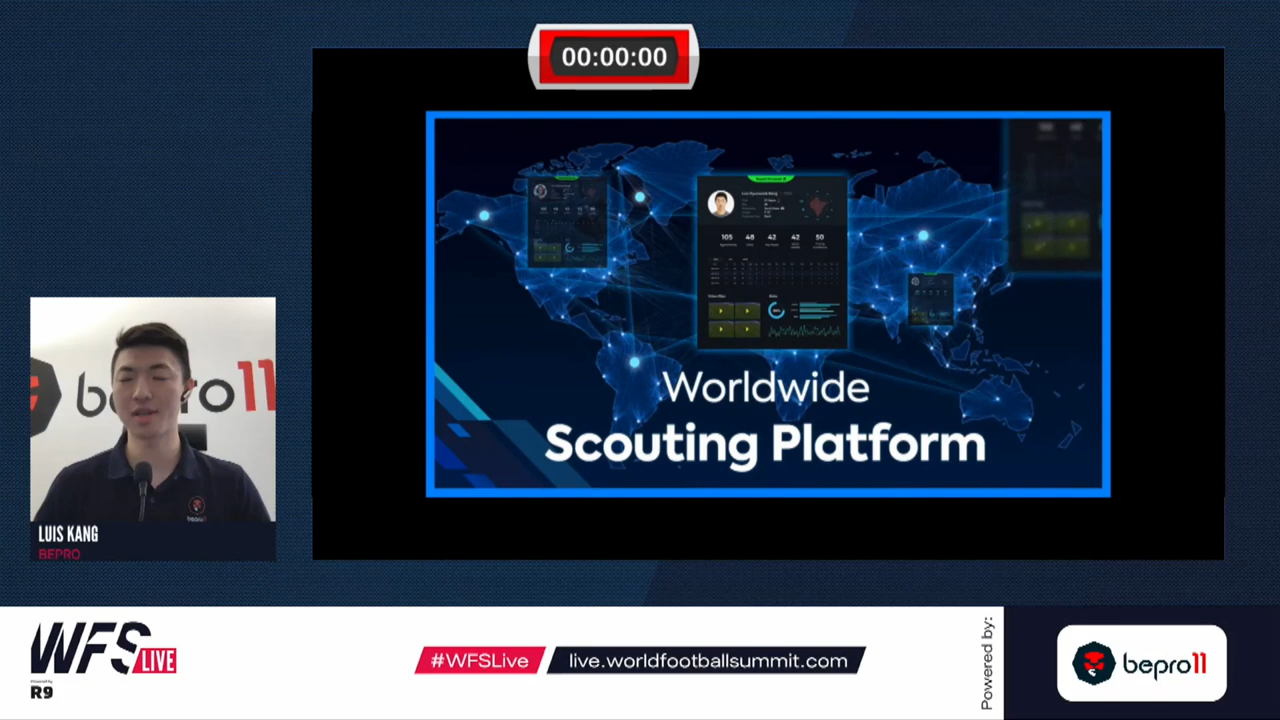 00:00:00
105 48 42 42 50
Worldwide
Scouting Platform
bepro11
LUIS KANG
BEPRO
WFS
LIVE
R9
#WFSLive
live.worldfootballsummit.com
Powered by:
bepro11